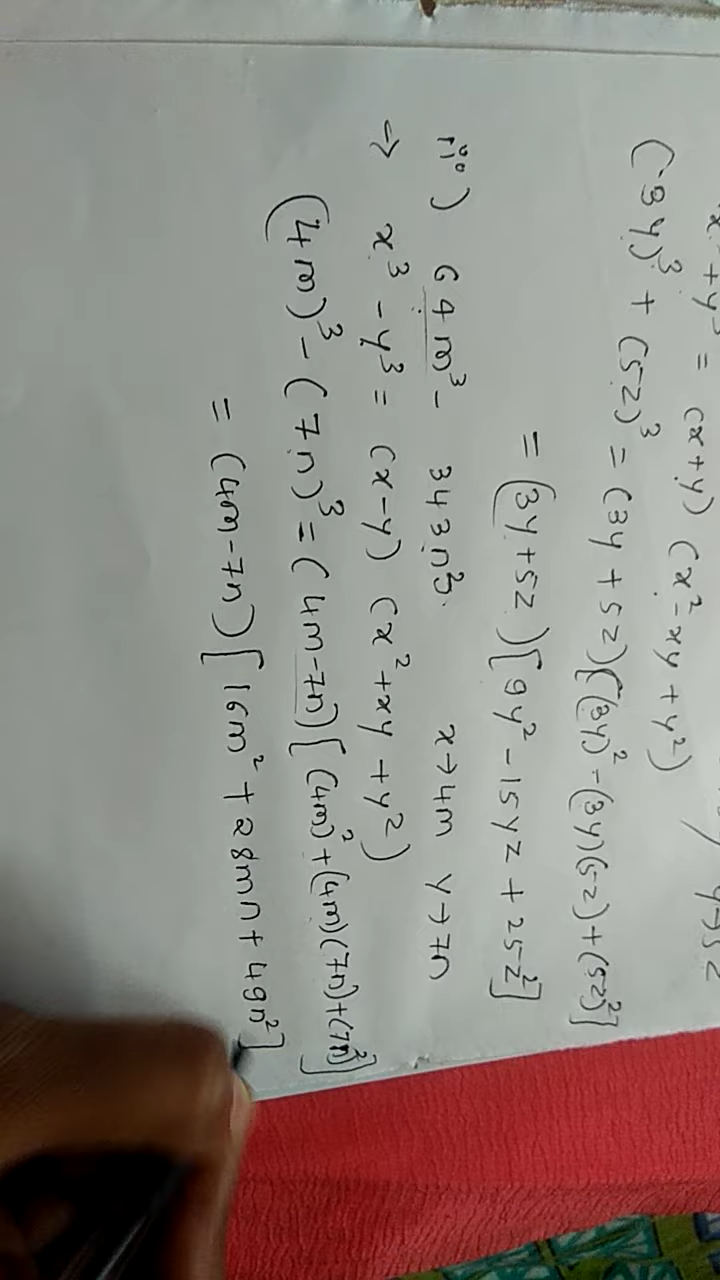 x³ + y³ = (x+y) (x² - xy + y²)
(3y)³ + (5z)³ = (3y + 5z) [(3y)² - (3y)(5z) + (5z)²]
= (3y + 5z) [9y² - 15yz + 25z²]
ii) 64m³ - 343n³. x→4m y→7n
→ x³ - y³ = (x-y) (x² + xy + y²)
(4m)³ - (7n)³ = (4m-7n) [(4m)² + (4m)(7n) + (7n)²]
= (4m-7n) [16m² + 28mn + 49n²]